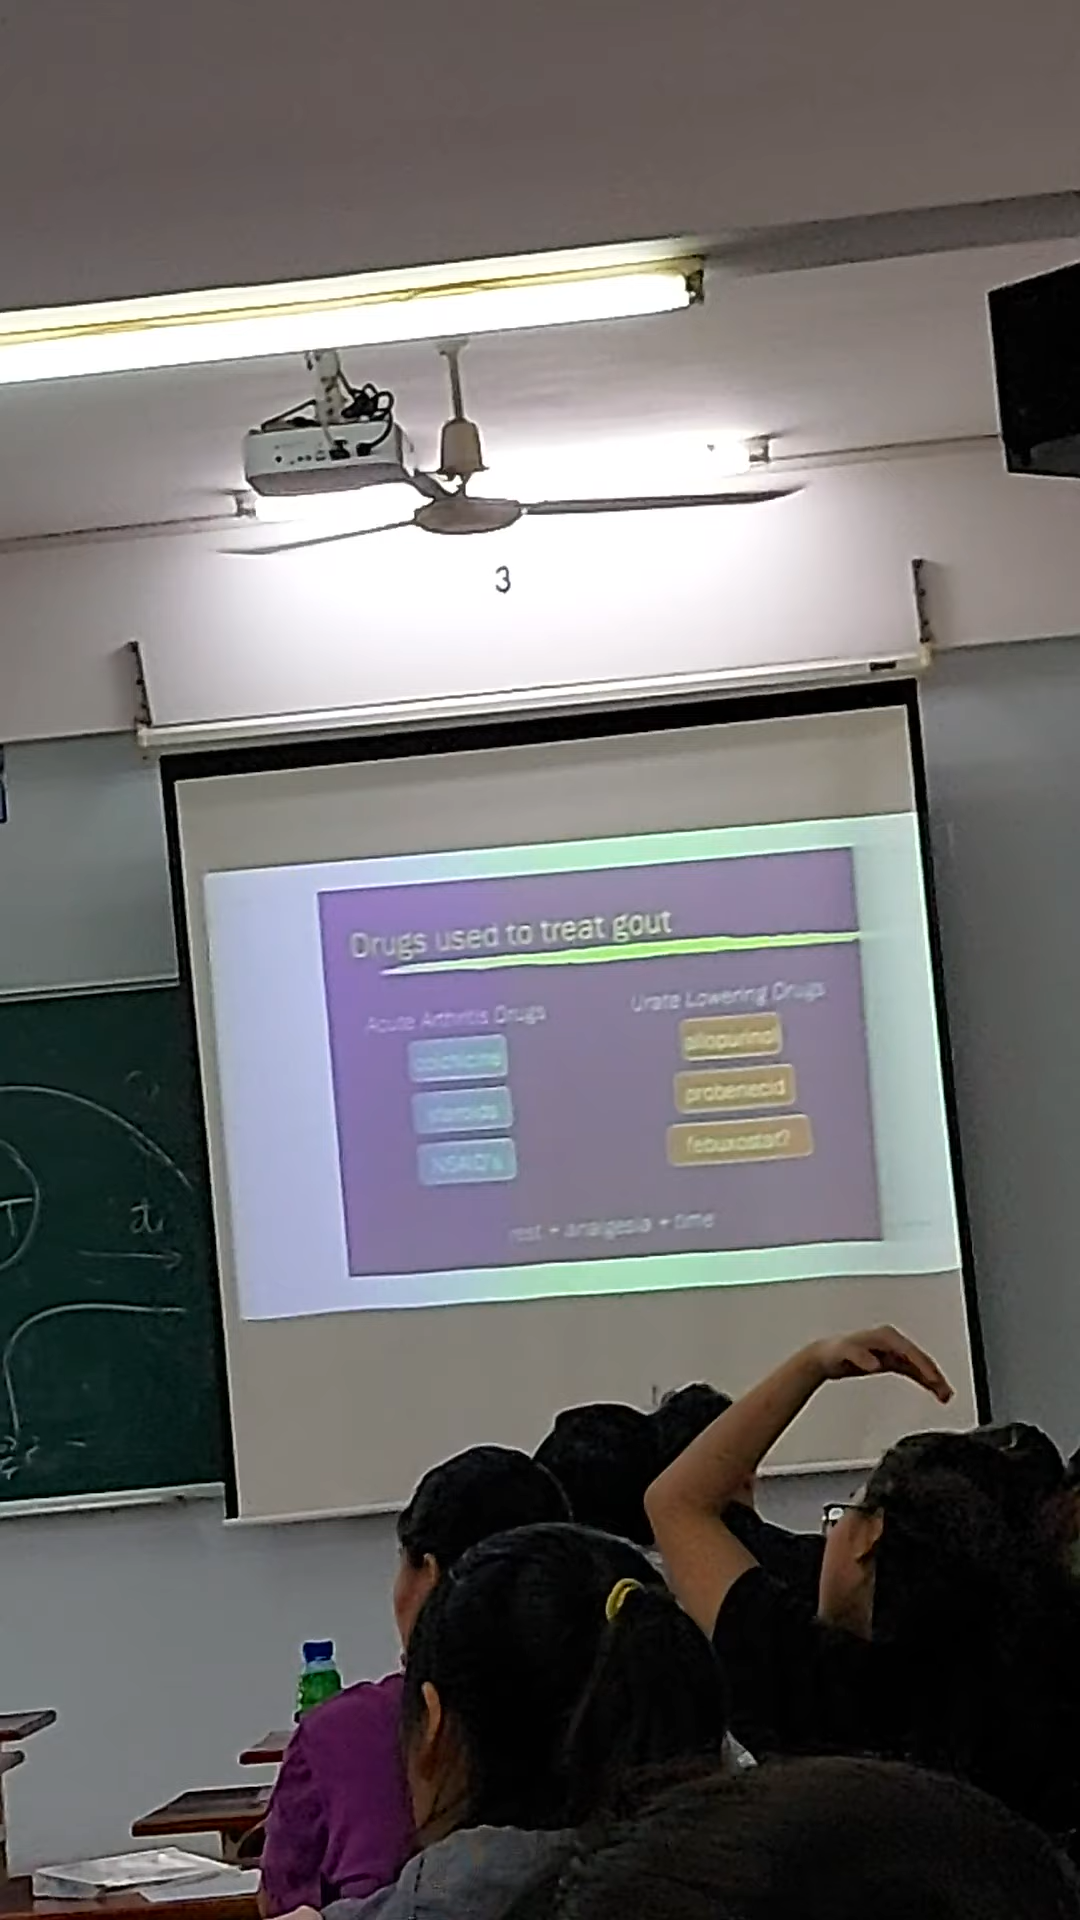 3
Drugs used to treat gout
Acute Arthritis Drugs
Urate Lowering Drugs
colchicine
allopurinol
steroids
probenecid
NSAID's
febuxostat?
rest + analgesia + time
T